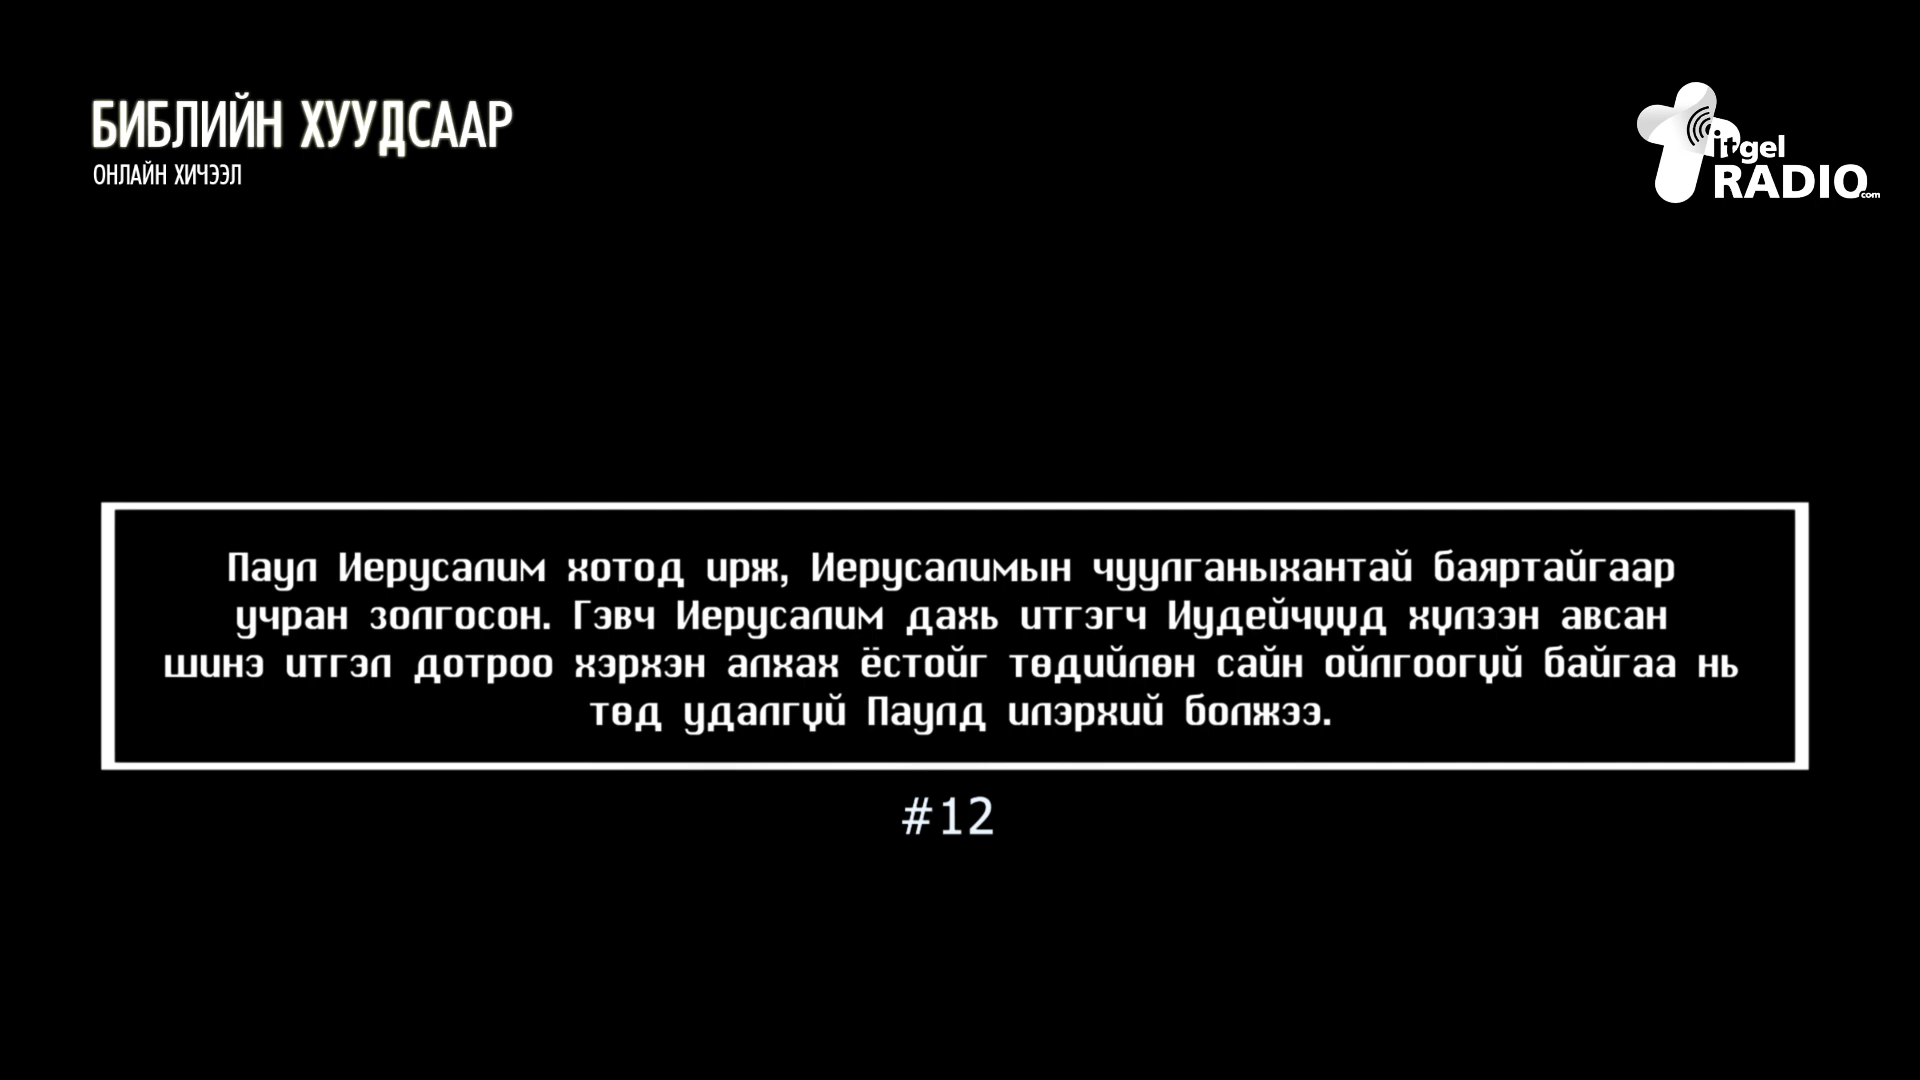 БИБЛИЙН ХУУДСААР
ОНЛАЙН ХИЧЭЭЛ
itgel
RADIO.com
Паул Иерусалим хотод ирж, Иерусалимын чуулганыхантай баяртайгаар
учран золгосон. Гэвч Иерусалим дахь итгэгч Иудейчүүд хүлээн авсан
шинэ итгэл дотроо хэрхэн алхах ёстойг төдийлөн сайн ойлгоогүй байгаа нь
төд удалгүй Паулд илэрхий болжээ.
#12